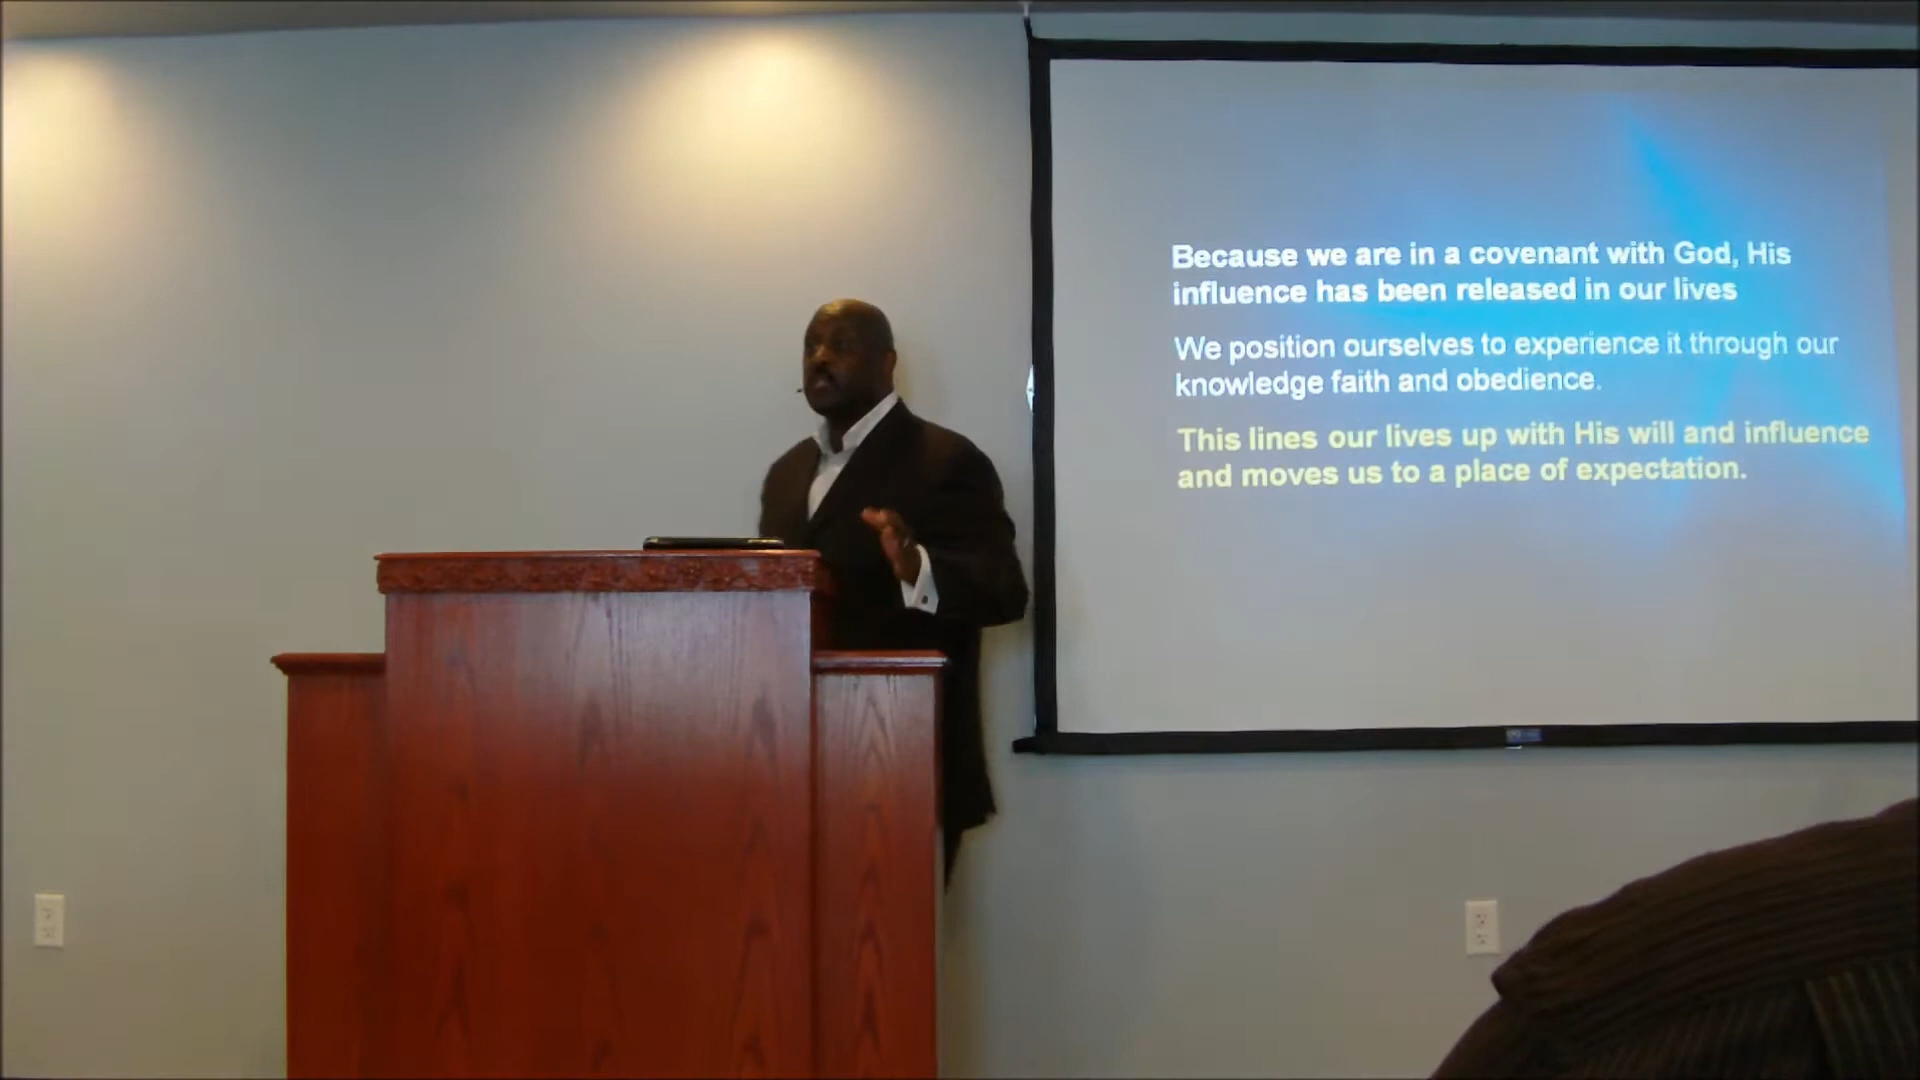 Because we are in a covenant with God, His
influence has been released in our lives
We position ourselves to experience it through our
knowledge faith and obedience.
This lines our lives up with His will and influence
and moves us to a place of expectation.